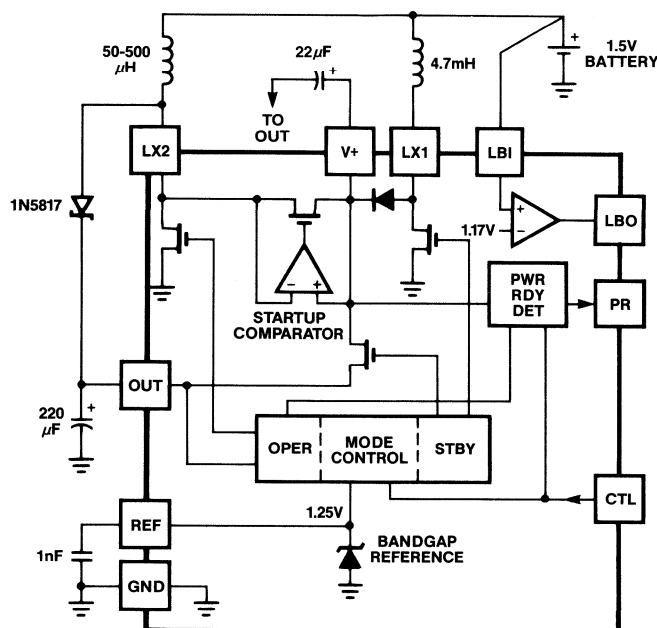 50-500
μH
22μF
+
4.7mH
+
1.5V
BATTERY
TO
OUT
LX2
V+
LX1
LBI
1N5817
+
−
1.17V
LBO
− +
STARTUP
COMPARATOR
PWR
RDY
DET
PR
OUT
220
μF
+
OPER
MODE
CONTROL
STBY
CTL
1.25V
REF
BANDGAP
REFERENCE
1nF
GND